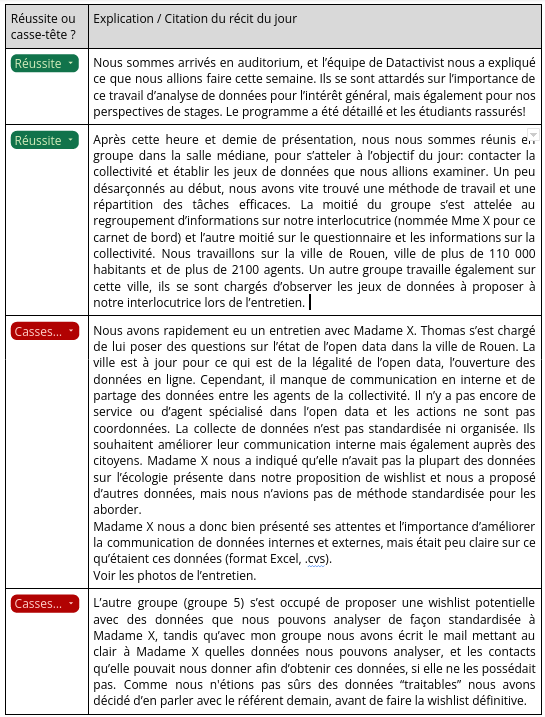 Réussite ou
casse-tête ?
Explication / Citation du récit du jour
Réussite
Nous sommes arrivés en auditorium, et l'équipe de Datactivist nous a expliqué
ce que nous allions faire cette semaine. Ils se sont attardés sur l'importance de
ce travail d'analyse de données pour l'intérêt général, mais également pour nos
perspectives de stages. Le programme a été détaillé et les étudiants rassurés!
Réussite
Après cette heure et demie de présentation, nous nous sommes réunis en
groupe dans la salle médiane, pour s'atteler à l'objectif du jour: contacter la
collectivité et établir les jeux de données que nous allions examiner. Un peu
désarçonnés au début, nous avons vite trouvé une méthode de travail et une
répartition des tâches efficaces. La moitié du groupe s'est attelée au
regroupement d'informations sur notre interlocutrice (nommée Mme X pour ce
carnet de bord) et l'autre moitié sur le questionnaire et les informations sur la
collectivité. Nous travaillons sur la ville de Rouen, ville de plus de 110 000
habitants et de plus de 2100 agents. Un autre groupe travaille également sur
cette ville, ils se sont chargés d'observer les jeux de données à proposer à
notre interlocutrice lors de l'entretien.
Casses...
Nous avons rapidement eu un entretien avec Madame X. Thomas s'est chargé
de lui poser des questions sur l'état de l'open data dans la ville de Rouen. La
ville est à jour pour ce qui est de la légalité de l'open data, l'ouverture des
données en ligne. Cependant, il manque de communication en interne et de
partage des données entre les agents de la collectivité. Il n'y a pas encore de
service ou d'agent spécialisé dans l'open data et les actions ne sont pas
coordonnées. La collecte de données n'est pas standardisée ni organisée. Ils
souhaitent améliorer leur communication interne mais également auprès des
citoyens. Madame X nous a indiqué qu'elle n'avait pas la plupart des données
sur l'écologie présente dans notre proposition de wishlist et nous a proposé
d'autres données, mais nous n'avions pas de méthode standardisée pour les
aborder.
Madame X nous a donc bien présenté ses attentes et l'importance d'améliorer
la communication de données internes et externes, mais était peu claire sur ce
qu'étaient ces données (format Excel, .cvs).
Voir les photos de l'entretien.
Casses...
L'autre groupe (groupe 5) s'est occupé de proposer une wishlist potentielle
avec des données que nous pouvons analyser de façon standardisée à
Madame X, tandis qu'avec mon groupe nous avons écrit le mail mettant au
clair à Madame X quelles données nous pouvons analyser, et les contacts
qu'elle pouvait nous donner afin d'obtenir ces données, si elle ne les possédait
pas. Comme nous n'étions pas sûrs des données "traitables" nous avons
décidé d'en parler avec le référent demain, avant de faire la wishlist définitive.